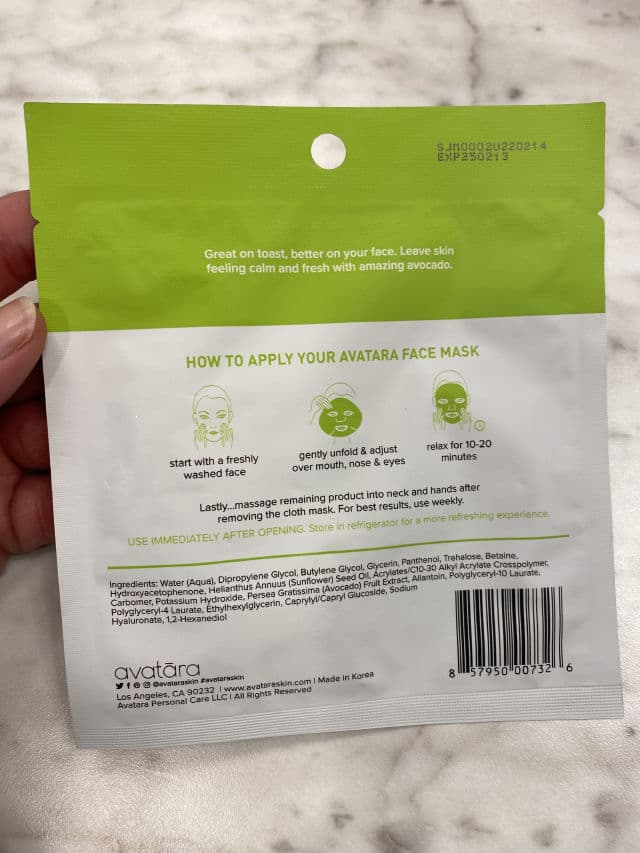 SJM0002U220214
EXP230213
Great on toast, better on your face. Leave skin
feeling calm and fresh with amazing avocado.
HOW TO APPLY YOUR AVATARA FACE MASK
start with a freshly
washed face
gently unfold & adjust
over mouth, nose & eyes
relax for 10-20
minutes
Lastly...massage remaining product into neck and hands after
removing the cloth mask. For best results, use weekly.
USE IMMEDIATELY AFTER OPENING. Store in refrigerator for a more refreshing experience.
Ingredients: Water (Aqua), Dipropylene Glycol, Butylene Glycol, Glycerin, Panthenol, Trehalose, Betaine,
Hydroxyacetophenone, Helianthus Annuus (Sunflower) Seed Oil, Acrylates/C10-30 Alkyl Acrylate Crosspolymer,
Carbomer, Potassium Hydroxide, Persea Gratissima (Avocado) Fruit Extract, Allantoin, Polyglyceryl-10 Laurate,
Polyglyceryl-4 Laurate, Ethylhexylglycerin, Caprylyl/Capryl Glucoside, Sodium
Hyaluronate, 1,2-Hexanediol
avatāra
@avataraskin #avataraskin
Los Angeles, CA 90232 | www.avataraskin.com | Made in Korea
Avatara Personal Care LLC | All Rights Reserved
8 57950 00732 6